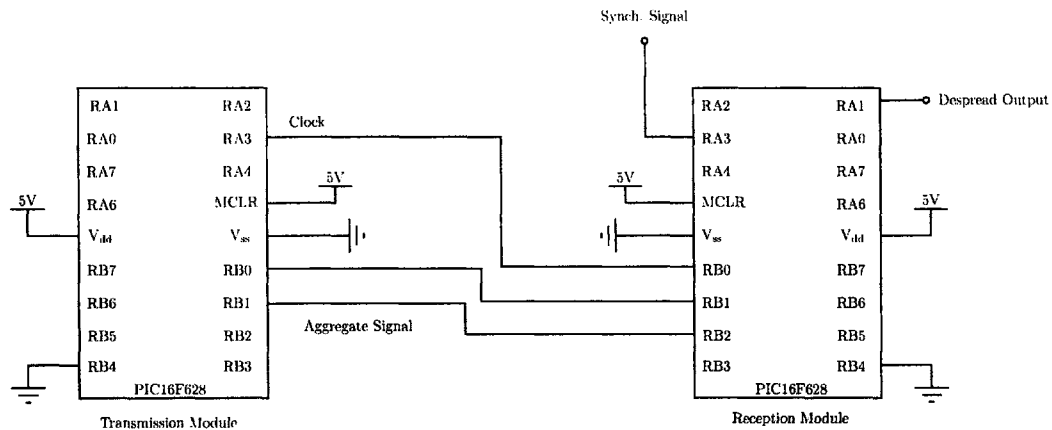 Synch. Signal
RA1 RA2
RA0 RA3
RA7 RA4
RA6 MCLR
Vdd Vss
RB7 RB0
RB6 RB1
RB5 RB2
RB4 RB3
PIC16F628
Transmission Module
5V
5V
Clock
Aggregate Signal
RA2 RA1
RA3 RA0
RA4 RA7
MCLR RA6
Vss Vdd
RB0 RB7
RB1 RB6
RB2 RB5
RB3 RB4
PIC16F628
Reception Module
5V
5V
Despread Output